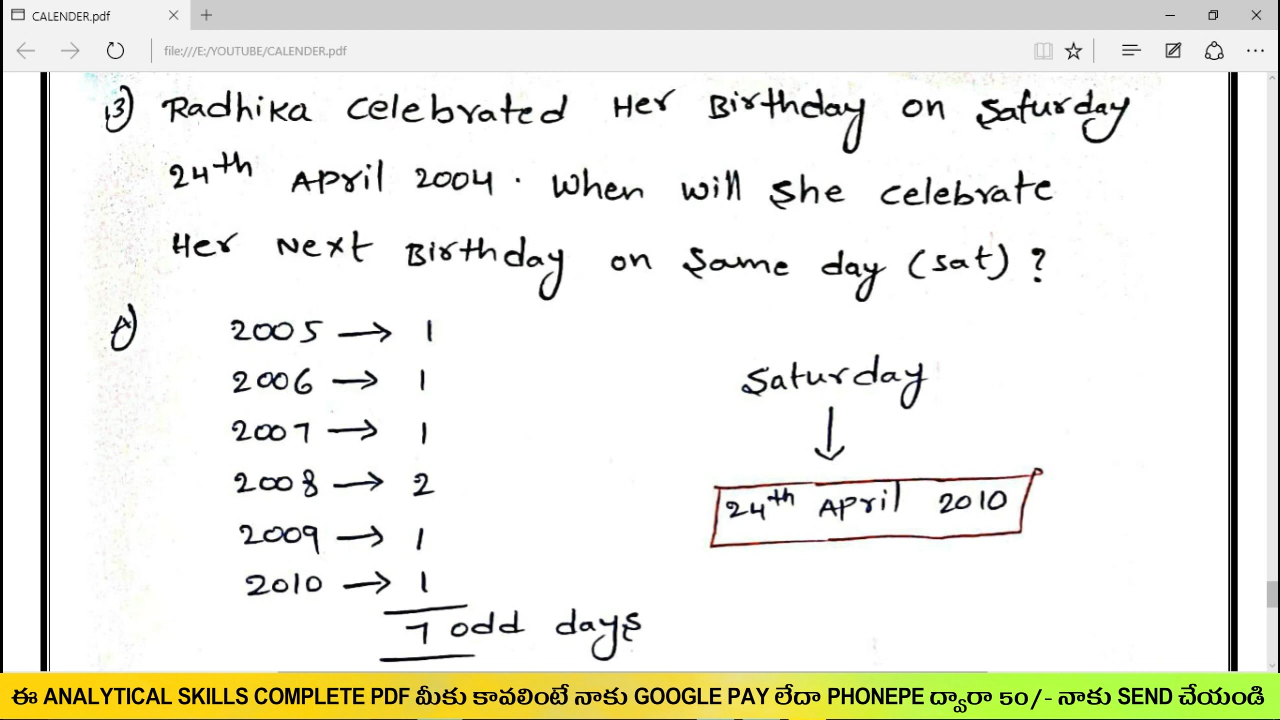 CALENDER.pdf
file:///E:/YOUTUBE/CALENDER.pdf
13) Radhika celebrated Her Birthday on Saturday
24th April 2004. When will she celebrate
Her Next Birthday on Same day (sat) ?
A)
2005 → 1
2006 → 1
2007 → 1
2008 → 2
2009 → 1
2010 → 1
7 odd days
Saturday
↓
24th April 2010
ఈ ANALYTICAL SKILLS COMPLETE PDF మీకు కావలింటే నాకు GOOGLE PAY లేదా PHONEPE ద్వారా 50/- నాకు SEND చేయండి